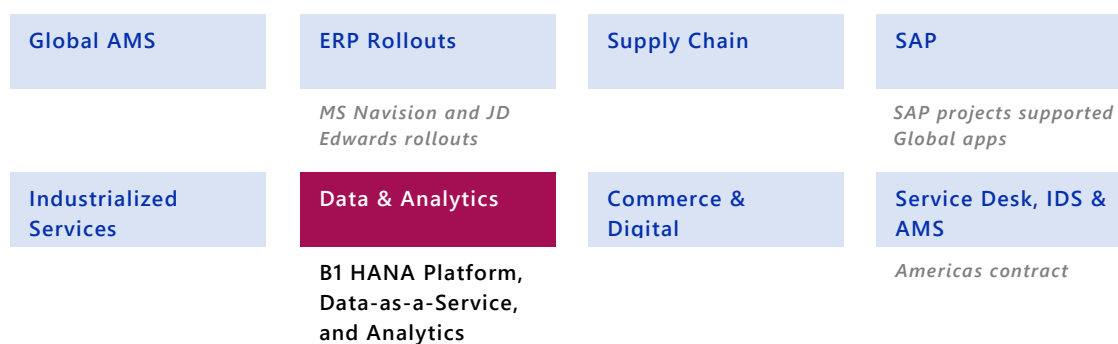 Global AMS
ERP Rollouts
Supply Chain
SAP
MS Navision and JD
Edwards rollouts
SAP projects supported
Global apps
Industrialized
Services
Data & Analytics
Commerce &
Digital
Service Desk, IDS &
AMS
B1 HANA Platform,
Data-as-a-Service,
and Analytics
Americas contract